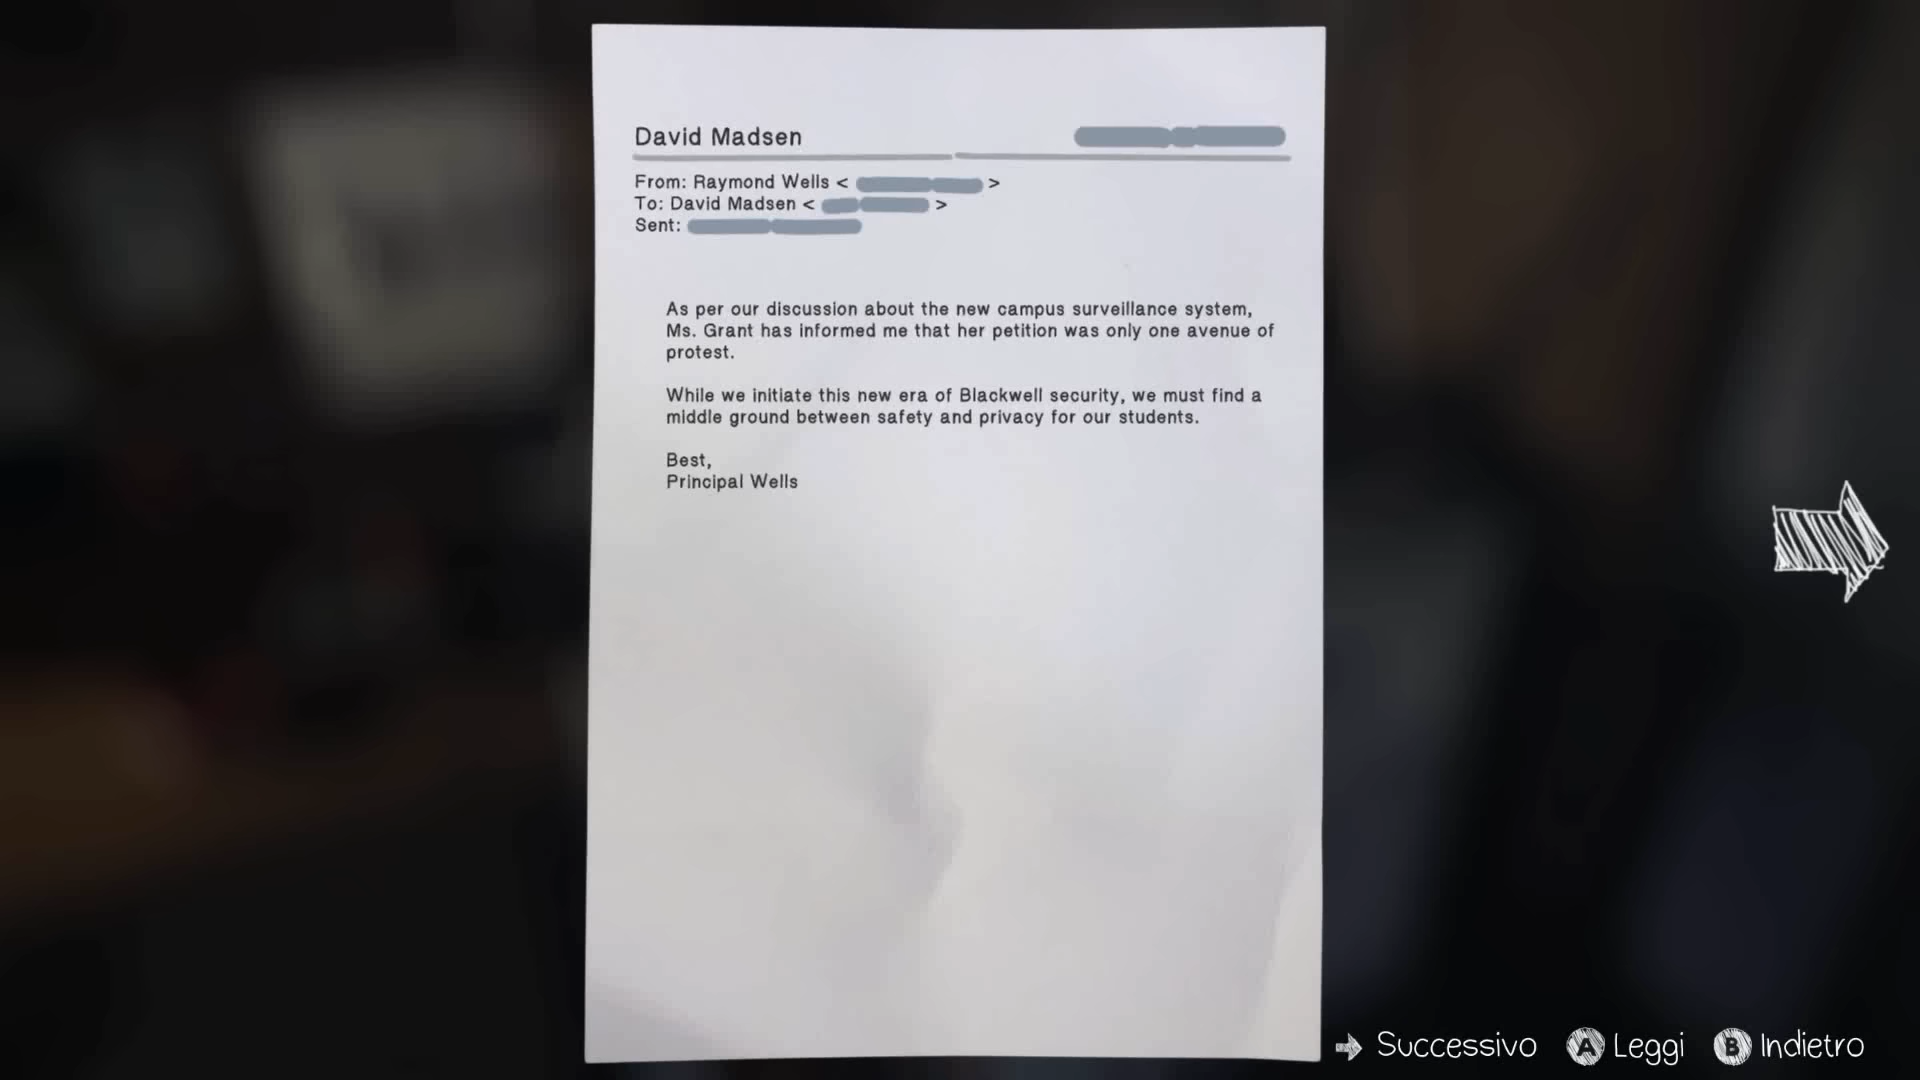 David Madsen
From: Raymond Wells < >
To: David Madsen < >
Sent:
As per our discussion about the new campus surveillance system,
Ms. Grant has informed me that her petition was only one avenue of
protest.
While we initiate this new era of Blackwell security, we must find a
middle ground between safety and privacy for our students.
Best,
Principal Wells
Successivo A Leggi B Indietro